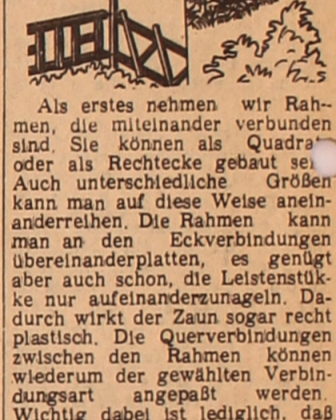 Als erstes nehmen wir Rah-
men, die miteinander verbunden
sind. Sie können als
oder als Rechtecke gebaut
Auch unterschiedliche Größen
kann man auf diese Weise anein-
anderreihen. Die Rahmen kann
man an den Eckverbindungen
übereinanderplatten, es genügt
aber auch schon, die Leistenstük-
ke nur aufeinanderzunageln. Da-
durch wirkt der Zaun sogar recht
plastisch. Die Querverbindungen
zwischen den Rahmen können
wiederum der gewählten Verbin-
dungsart angepaßt werden.
Wichtig dabei ist lediglich,